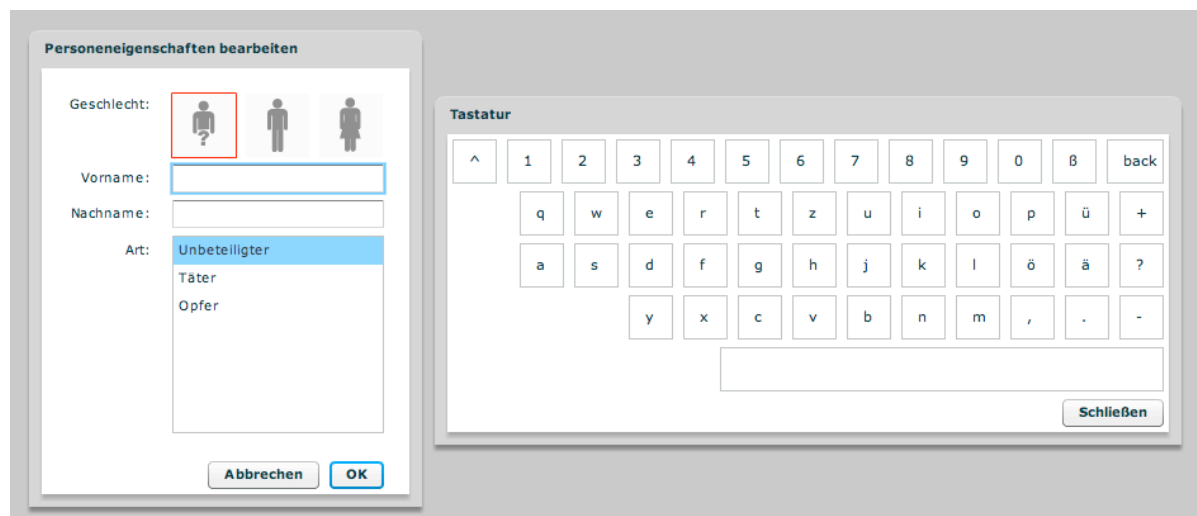 Personeneigenschaften bearbeiten
Geschlecht:
?
Vorname:
Nachname:
Art:
Unbeteiligter
Täter
Opfer
Abbrechen
OK
Tastatur
^ 1 2 3 4 5 6 7 8 9 0 ß back
q w e r t z u i o p ü +
a s d f g h j k l ö ä ?
y x c v b n m , . -
Schließen